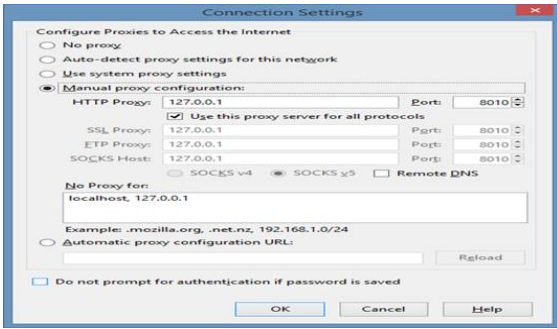 Connection Settings
Configure Proxies to Access the Internet
No proxy
Auto-detect proxy settings for this network
Use system proxy settings
Manual proxy configuration:
HTTP Proxy: 127.0.0.1 Port: 8010
Use this proxy server for all protocols
SSL Proxy: 127.0.0.1 Port: 8010
FTP Proxy: 127.0.0.1 Port: 8010
SOCKS Host: 127.0.0.1 Port: 8010
SOCKS v4 SOCKS v5 Remote DNS
No Proxy for:
localhost, 127.0.0.1
Example: .mozilla.org, .net.nz, 192.168.1.0/24
Automatic proxy configuration URL:
Reload
Do not prompt for authentication if password is saved
OK Cancel Help